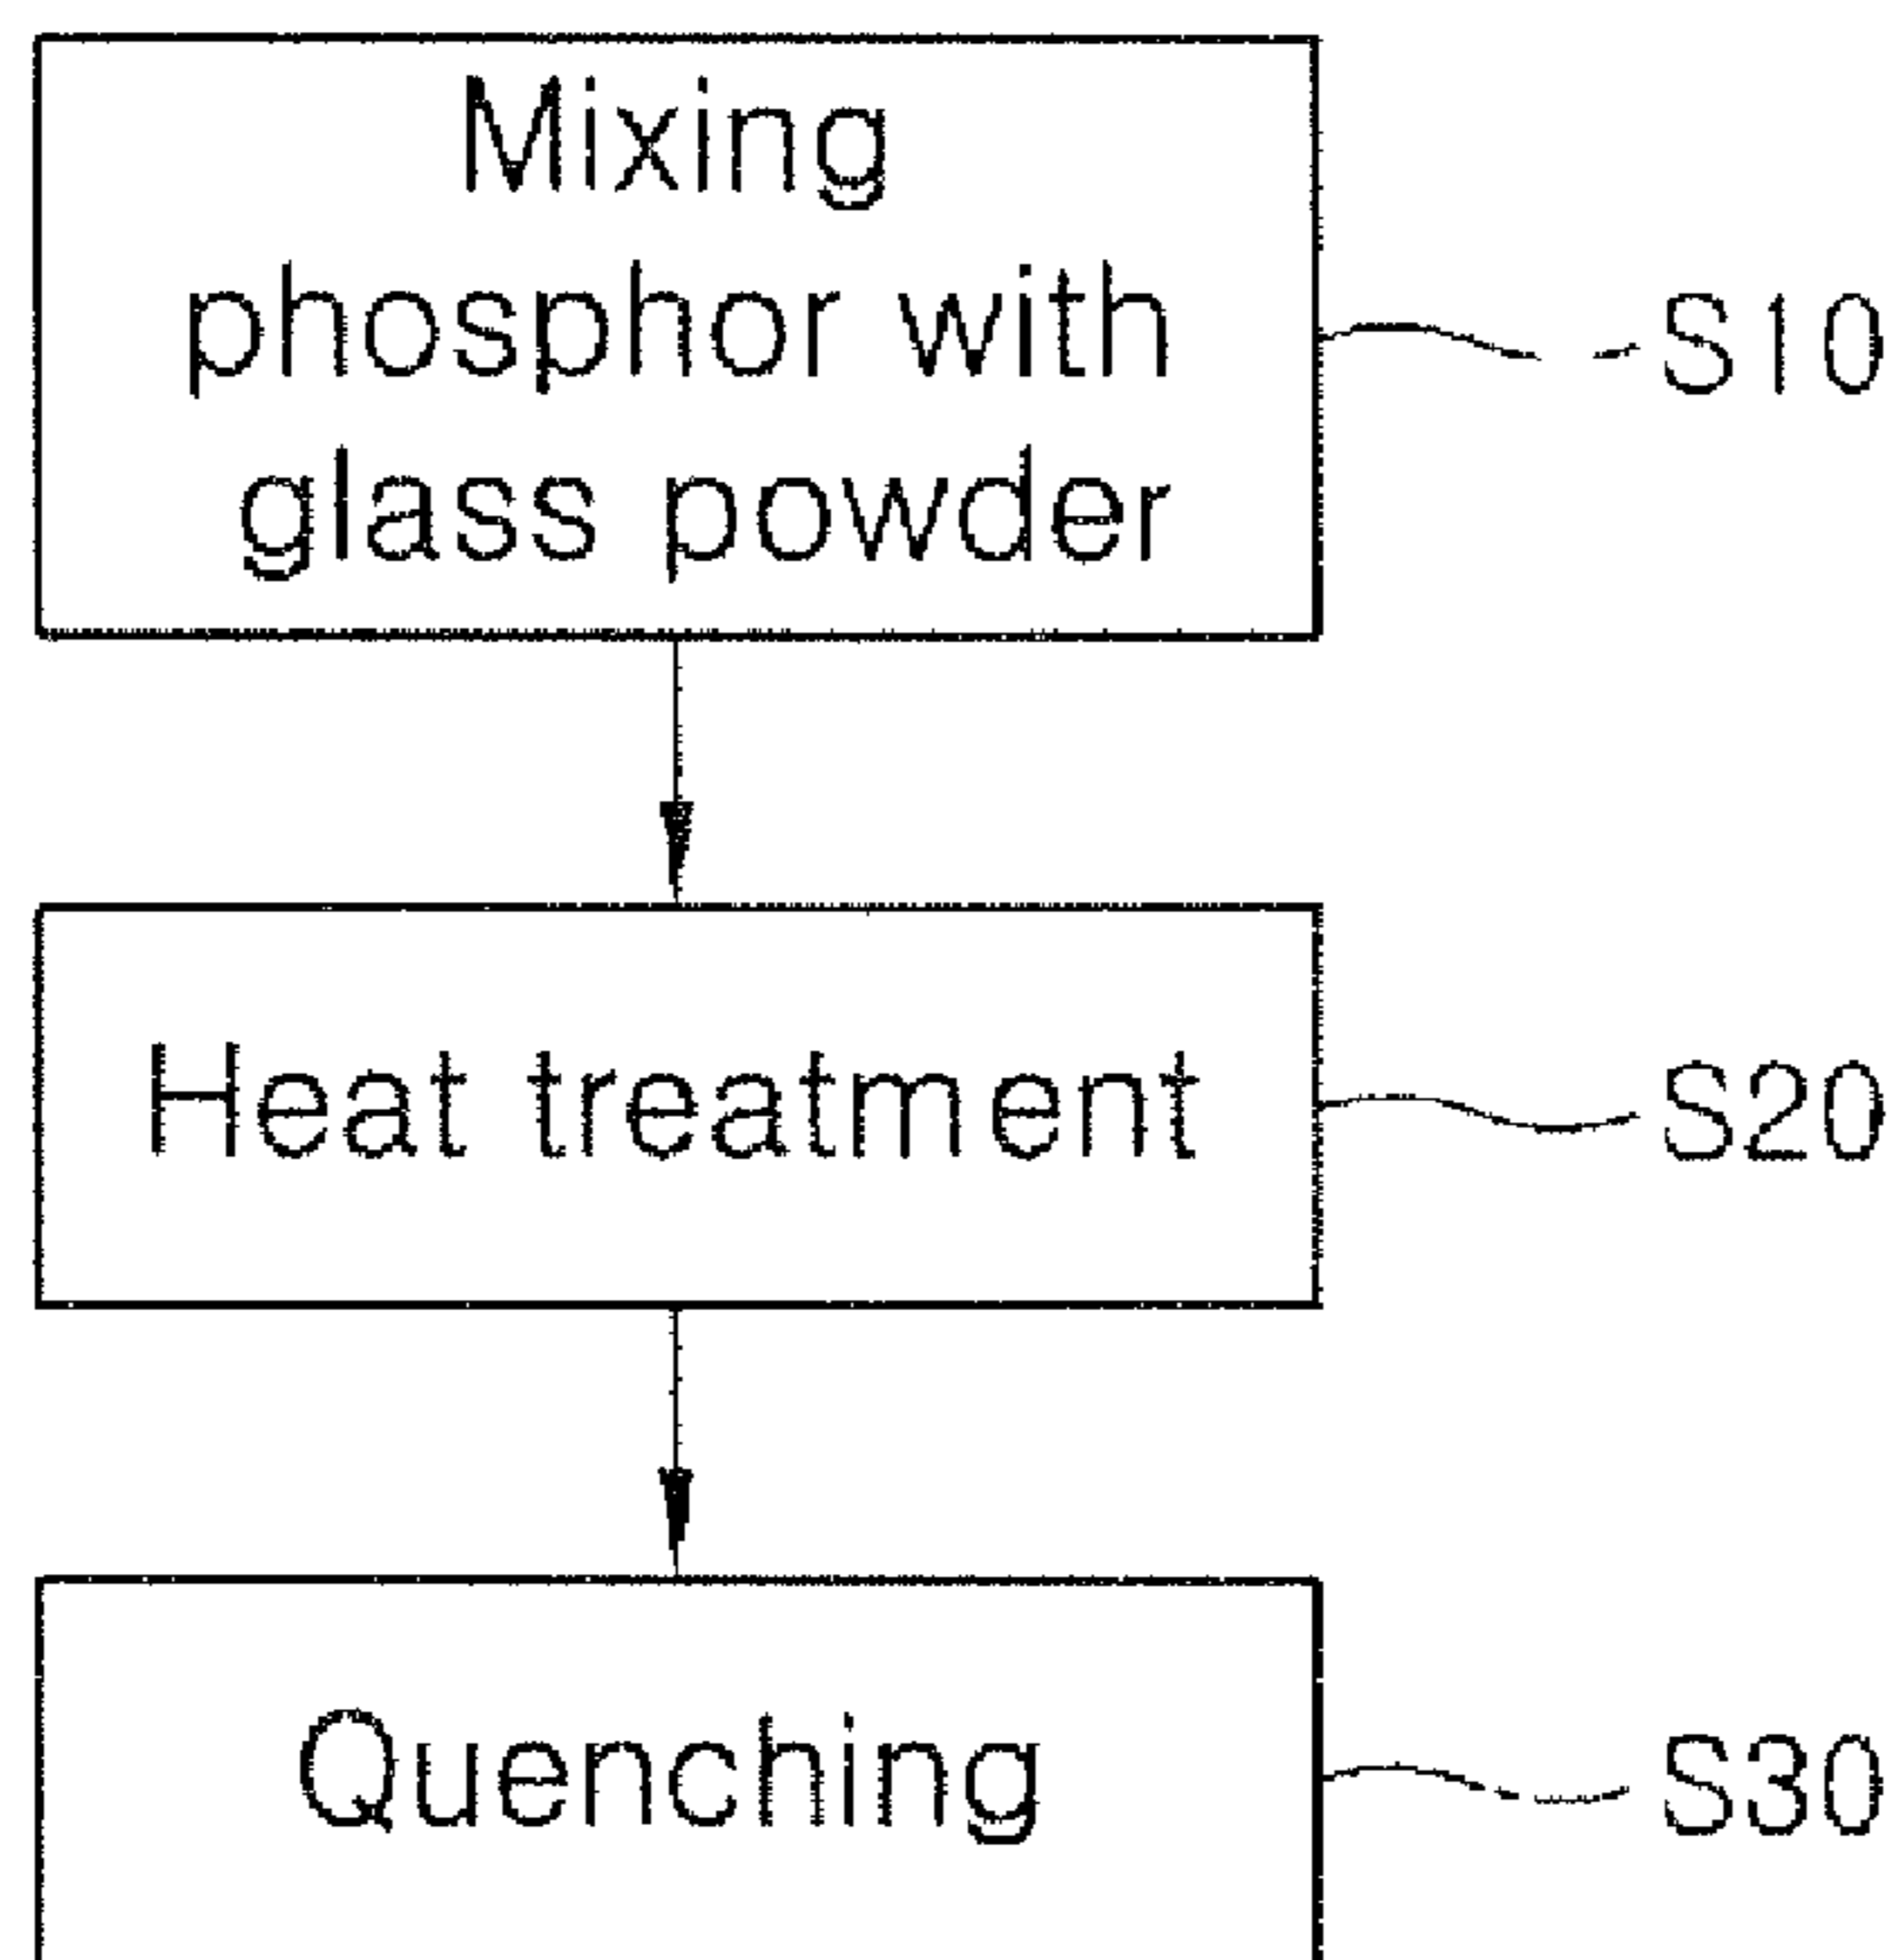 Mixing
phosphor with
glass powder
S10
Heat treatment
S20
Quenching
S30